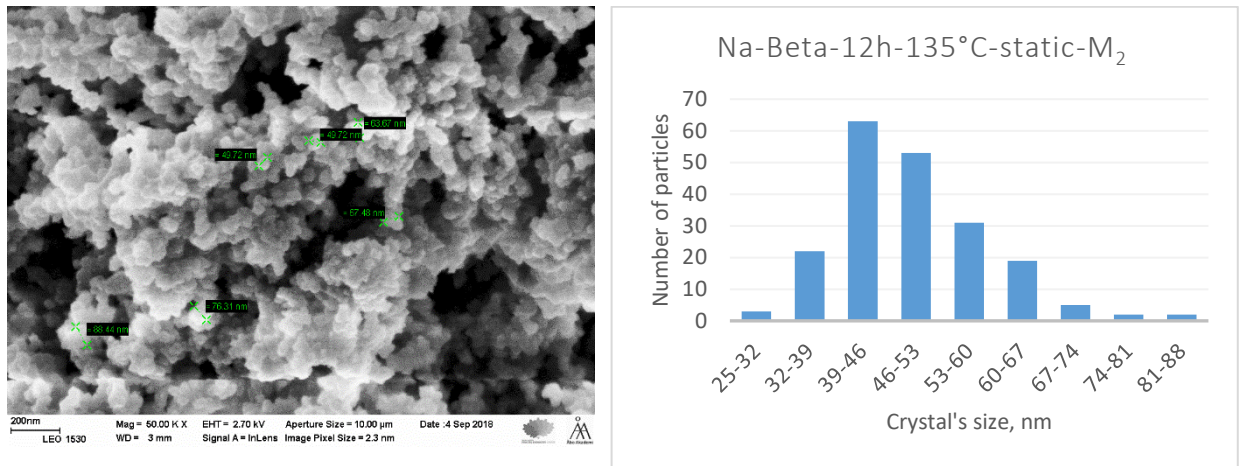 = 63.67 nm
= 49.72 nm
= 49.72 nm
= 57.48 nm
= 76.31 nm
= 88.44 nm
200nm
LEO 1530
Mag = 50.00 K X
EHT = 2.70 kV
Aperture Size = 10.00 µm
Date :4 Sep 2018
WD = 3 mm
Signal A = InLens
Image Pixel Size = 2.3 nm
Na-Beta-12h-135°C-static-M₂
Number of particles
70
60
50
40
30
20
10
0
25-32
32-39
39-46
46-53
53-60
60-67
67-74
74-81
81-88
Crystal's size, nm